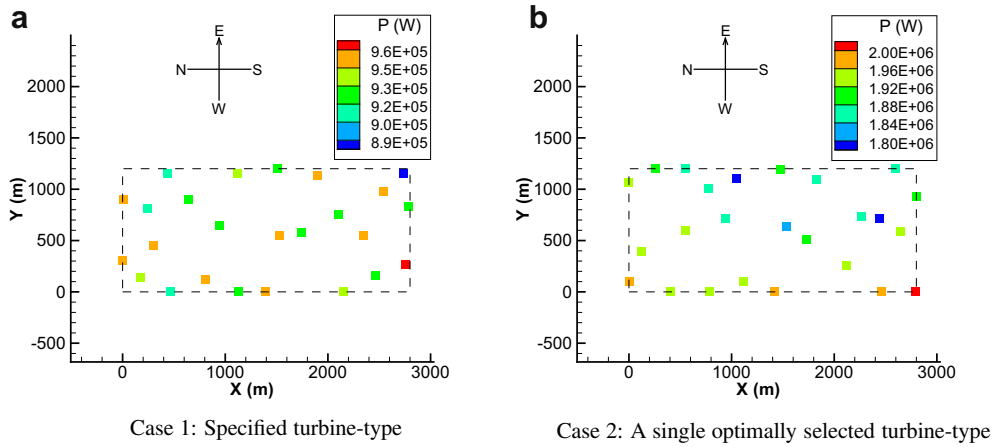 a
P (W)
9.6E+05
9.5E+05
9.3E+05
9.2E+05
9.0E+05
8.9E+05
E
N
S
W
2000
1500
1000
500
0
-500
Y (m)
0
1000
2000
3000
X (m)
Case 1: Specified turbine-type
b
P (W)
2.00E+06
1.96E+06
1.92E+06
1.88E+06
1.84E+06
1.80E+06
E
N
S
W
2000
1500
1000
500
0
-500
Y (m)
0
1000
2000
3000
X (m)
Case 2: A single optimally selected turbine-type